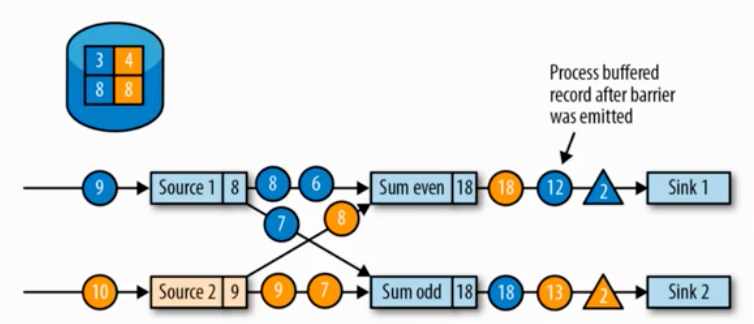 3 4
8 8
Process buffered
record after barrier
was emitted
9 Source 1 8 8 6 Sum even 18 18 12 2 Sink 1
7 8
10 Source 2 9 9 7 Sum odd 18 18 13 2 Sink 2